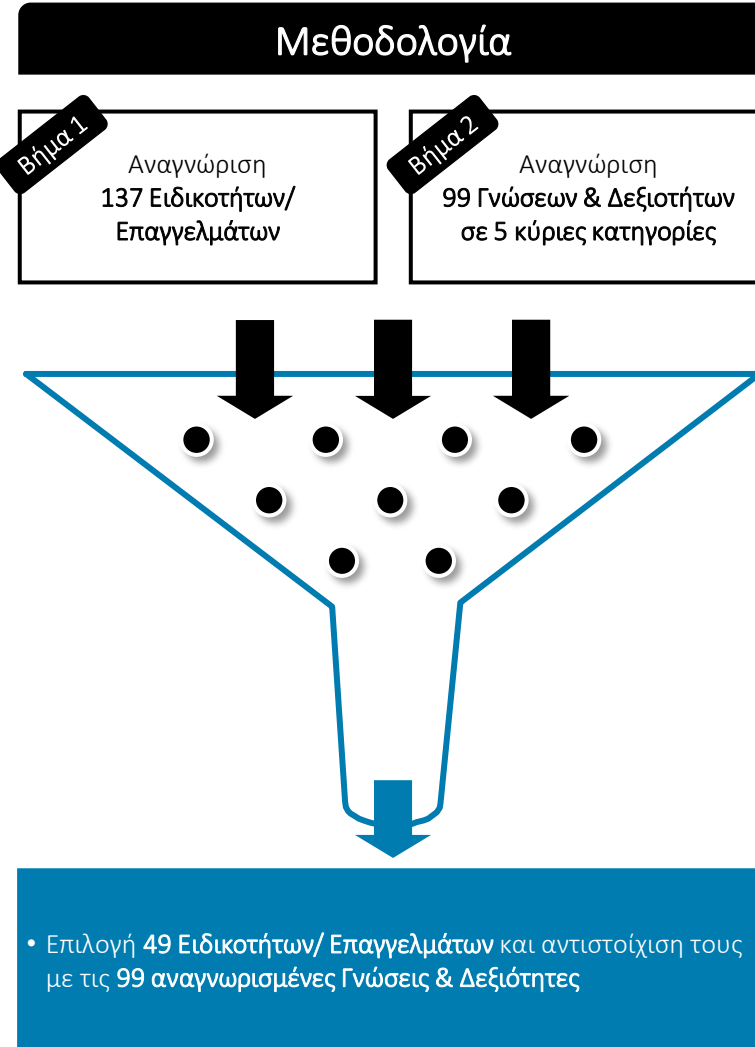 Μεθοδολογία
Βήμα 1
Αναγνώριση
137 Ειδικοτήτων/
Επαγγελμάτων
Βήμα 2
Αναγνώριση
99 Γνώσεων & Δεξιοτήτων
σε 5 κύριες κατηγορίες
• Επιλογή 49 Ειδικοτήτων/ Επαγγελμάτων και αντιστοίχιση τους
με τις 99 αναγνωρισμένες Γνώσεις & Δεξιότητες